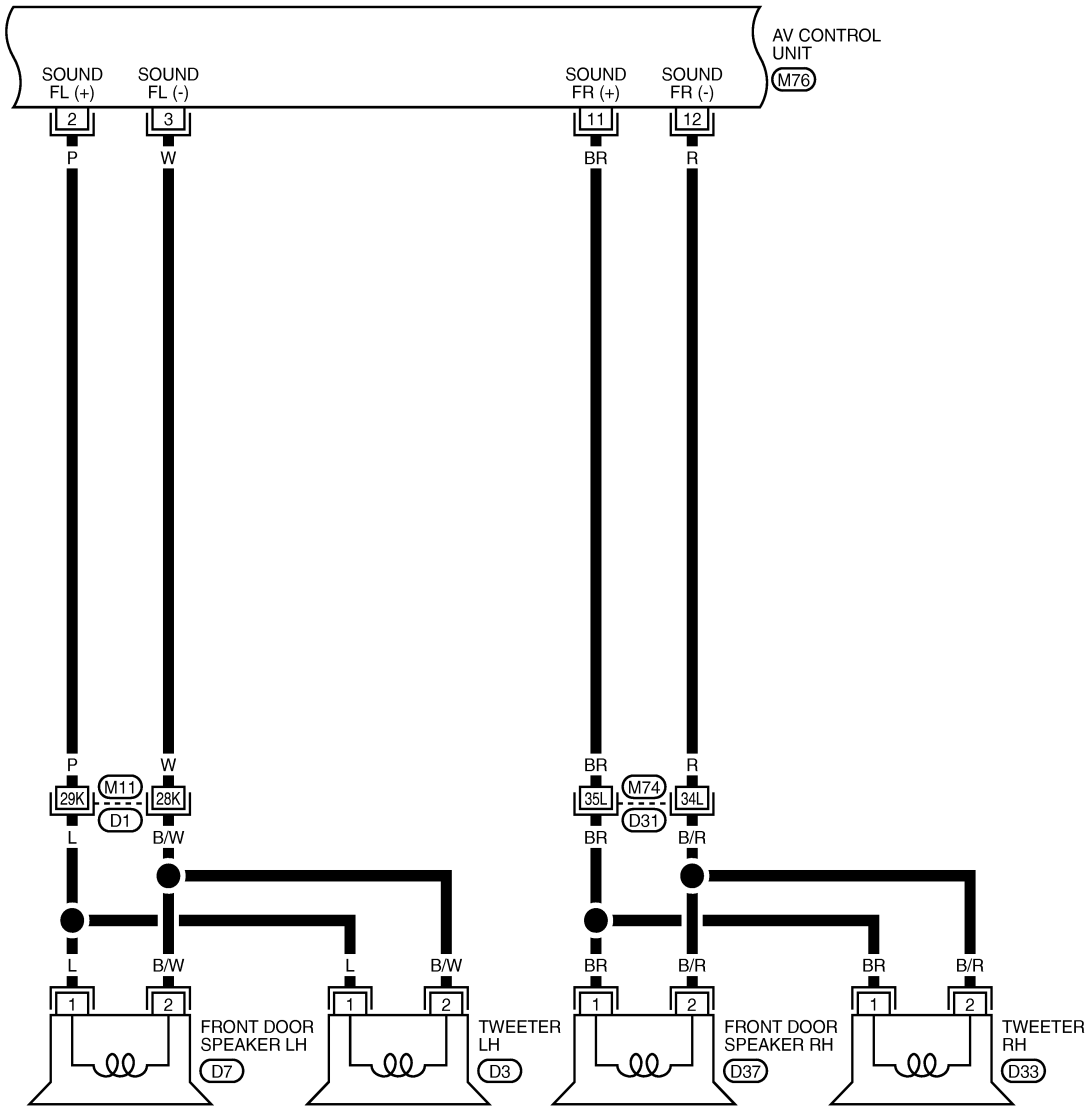 AV CONTROL
UNIT
M76
SOUND
FL (+)
SOUND
FL (-)
SOUND
FR (+)
SOUND
FR (-)
2
3
11
12
P
W
BR
R
P
W
BR
R
29K
M11
D1
28K
35L
M74
D31
34L
L
B/W
BR
B/R
L
B/W
L
B/W
BR
B/R
BR
B/R
1
2
1
2
1
2
1
2
FRONT DOOR
SPEAKER LH
D7
TWEETER
LH
D3
FRONT DOOR
SPEAKER RH
D37
TWEETER
RH
D33